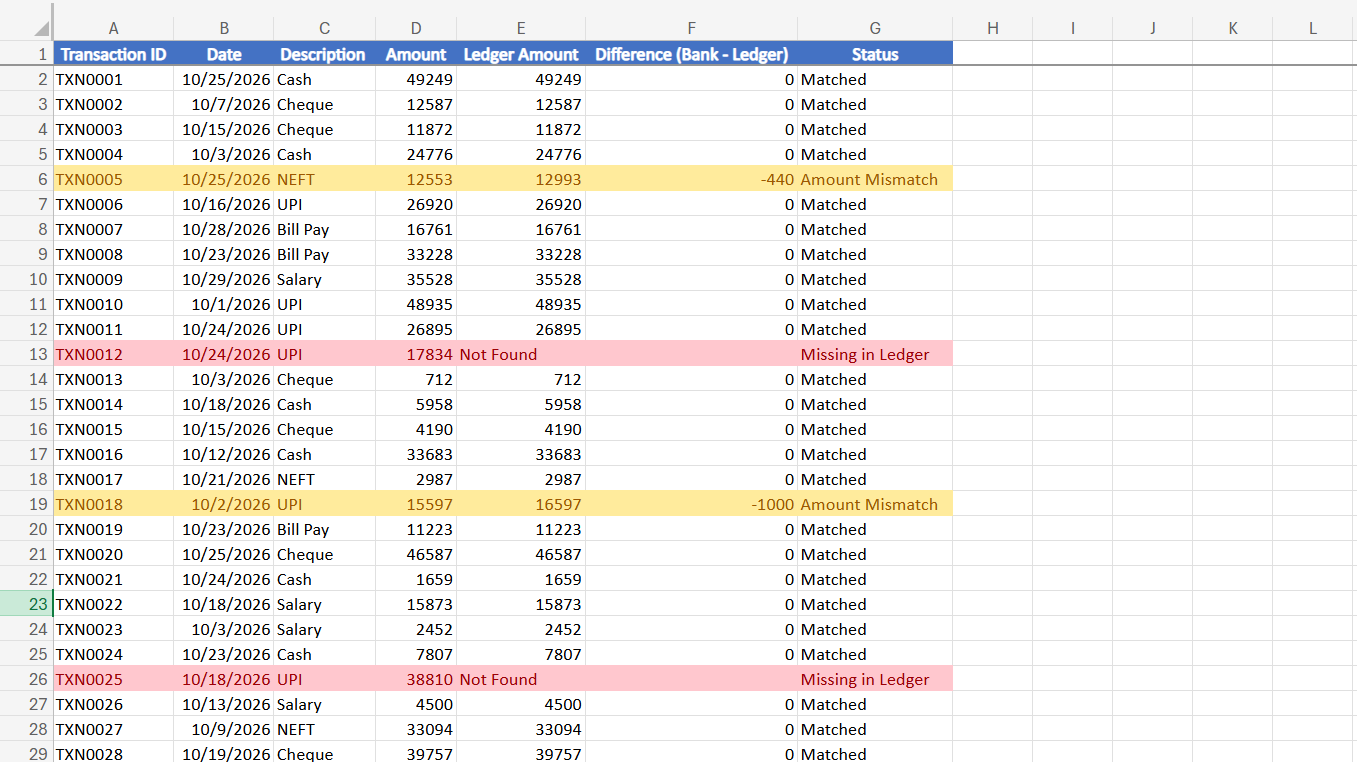 A B C D E F G H I J K L
1 Transaction ID Date Description Amount Ledger Amount Difference (Bank - Ledger) Status
2 TXN0001 10/25/2026 Cash 49249 49249 0 Matched
3 TXN0002 10/7/2026 Cheque 12587 12587 0 Matched
4 TXN0003 10/15/2026 Cheque 11872 11872 0 Matched
5 TXN0004 10/3/2026 Cash 24776 24776 0 Matched
6 TXN0005 10/25/2026 NEFT 12553 12993 -440 Amount Mismatch
7 TXN0006 10/16/2026 UPI 26920 26920 0 Matched
8 TXN0007 10/28/2026 Bill Pay 16761 16761 0 Matched
9 TXN0008 10/23/2026 Bill Pay 33228 33228 0 Matched
10 TXN0009 10/29/2026 Salary 35528 35528 0 Matched
11 TXN0010 10/1/2026 UPI 48935 48935 0 Matched
12 TXN0011 10/24/2026 UPI 26895 26895 0 Matched
13 TXN0012 10/24/2026 UPI 17834 Not Found Missing in Ledger
14 TXN0013 10/3/2026 Cheque 712 712 0 Matched
15 TXN0014 10/18/2026 Cash 5958 5958 0 Matched
16 TXN0015 10/15/2026 Cheque 4190 4190 0 Matched
17 TXN0016 10/12/2026 Cash 33683 33683 0 Matched
18 TXN0017 10/21/2026 NEFT 2987 2987 0 Matched
19 TXN0018 10/2/2026 UPI 15597 16597 -1000 Amount Mismatch
20 TXN0019 10/23/2026 Bill Pay 11223 11223 0 Matched
21 TXN0020 10/25/2026 Cheque 46587 46587 0 Matched
22 TXN0021 10/24/2026 Cash 1659 1659 0 Matched
23 TXN0022 10/18/2026 Salary 15873 15873 0 Matched
24 TXN0023 10/3/2026 Salary 2452 2452 0 Matched
25 TXN0024 10/23/2026 Cash 7807 7807 0 Matched
26 TXN0025 10/18/2026 UPI 38810 Not Found Missing in Ledger
27 TXN0026 10/13/2026 Salary 4500 4500 0 Matched
28 TXN0027 10/9/2026 NEFT 33094 33094 0 Matched
29 TXN0028 10/19/2026 Cheque 39757 39757 0 Matched